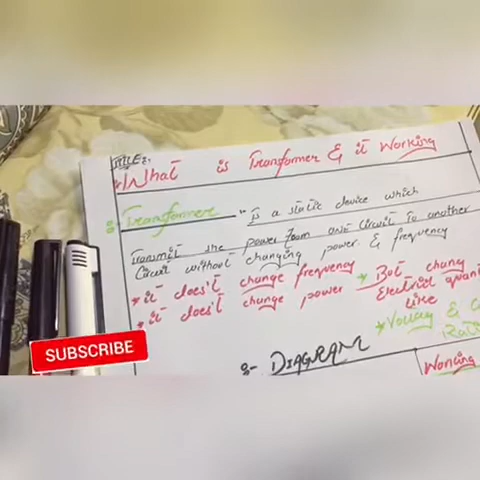 TITLE:-
*What is Transformer & it Working
:- Transformer " is a static device which
Transmit the power from one Circuit To another
Circuit without changing power & frequency
* it does't change frequency
* it does't change power
* But chang
Electrical
like
* Voltag &
:- DIAGRAM
Working
SUBSCRIBE